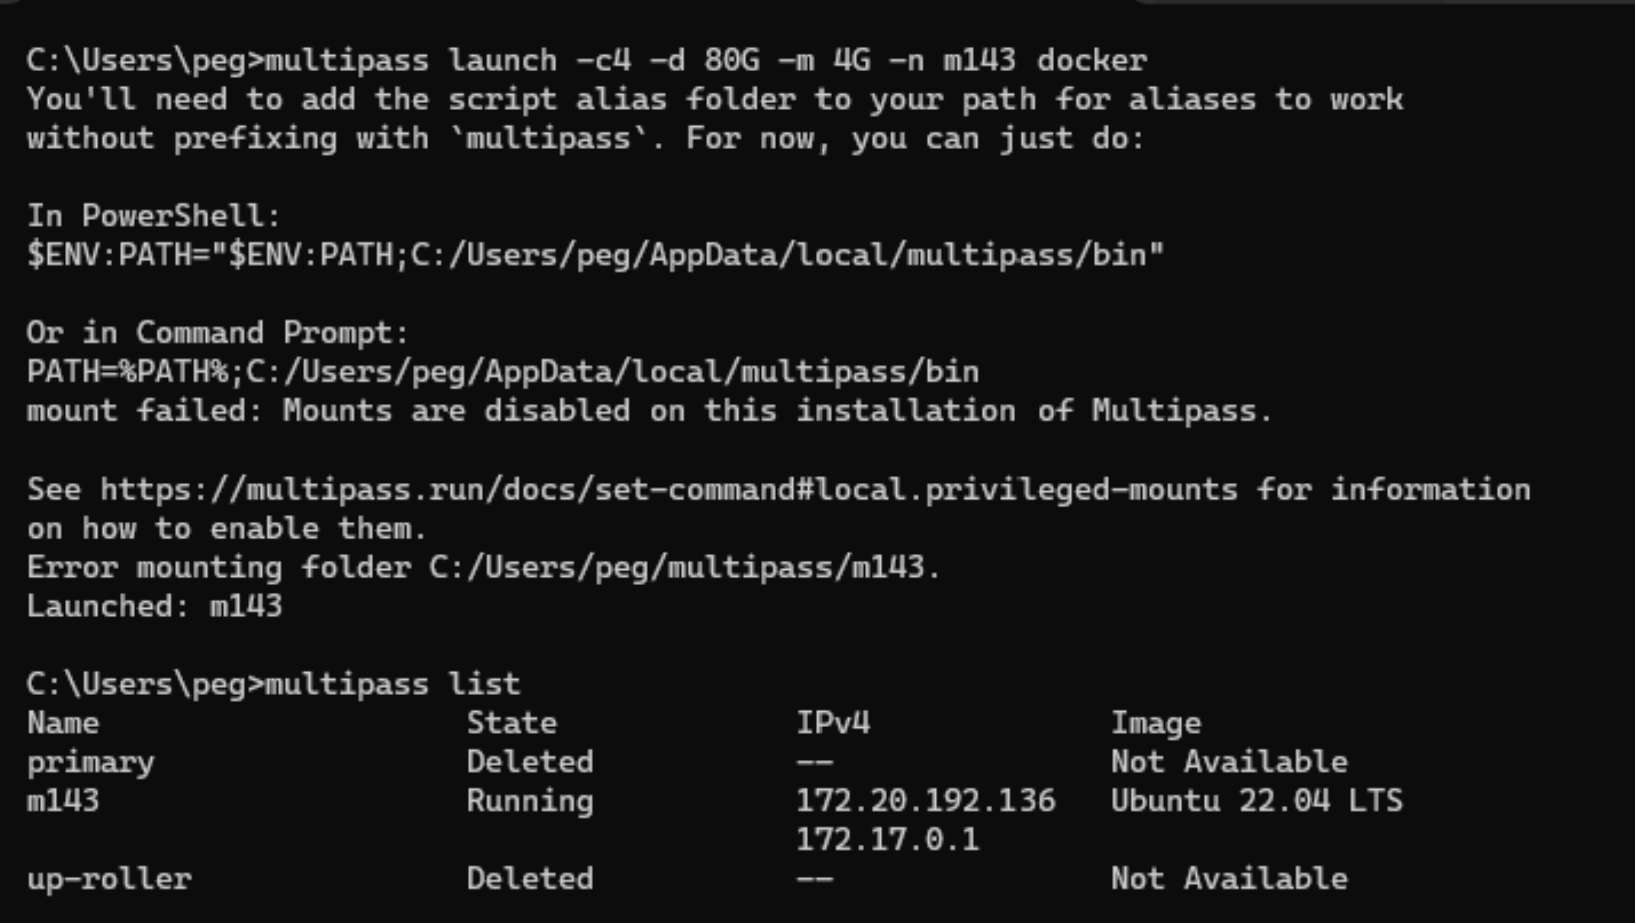 C:\Users\peg>multipass launch -c4 -d 80G -m 4G -n m143 docker
You'll need to add the script alias folder to your path for aliases to work
without prefixing with `multipass`. For now, you can just do:
In PowerShell:
$ENV:PATH="$ENV:PATH;C:/Users/peg/AppData/local/multipass/bin"
Or in Command Prompt:
PATH=%PATH%;C:/Users/peg/AppData/local/multipass/bin
mount failed: Mounts are disabled on this installation of Multipass.
See https://multipass.run/docs/set-command#local.privileged-mounts for information
on how to enable them.
Error mounting folder C:/Users/peg/multipass/m143.
Launched: m143
C:\Users\peg>multipass list
Name State IPv4 Image
primary Deleted -- Not Available
m143 Running 172.20.192.136 Ubuntu 22.04 LTS
172.17.0.1
up-roller Deleted -- Not Available